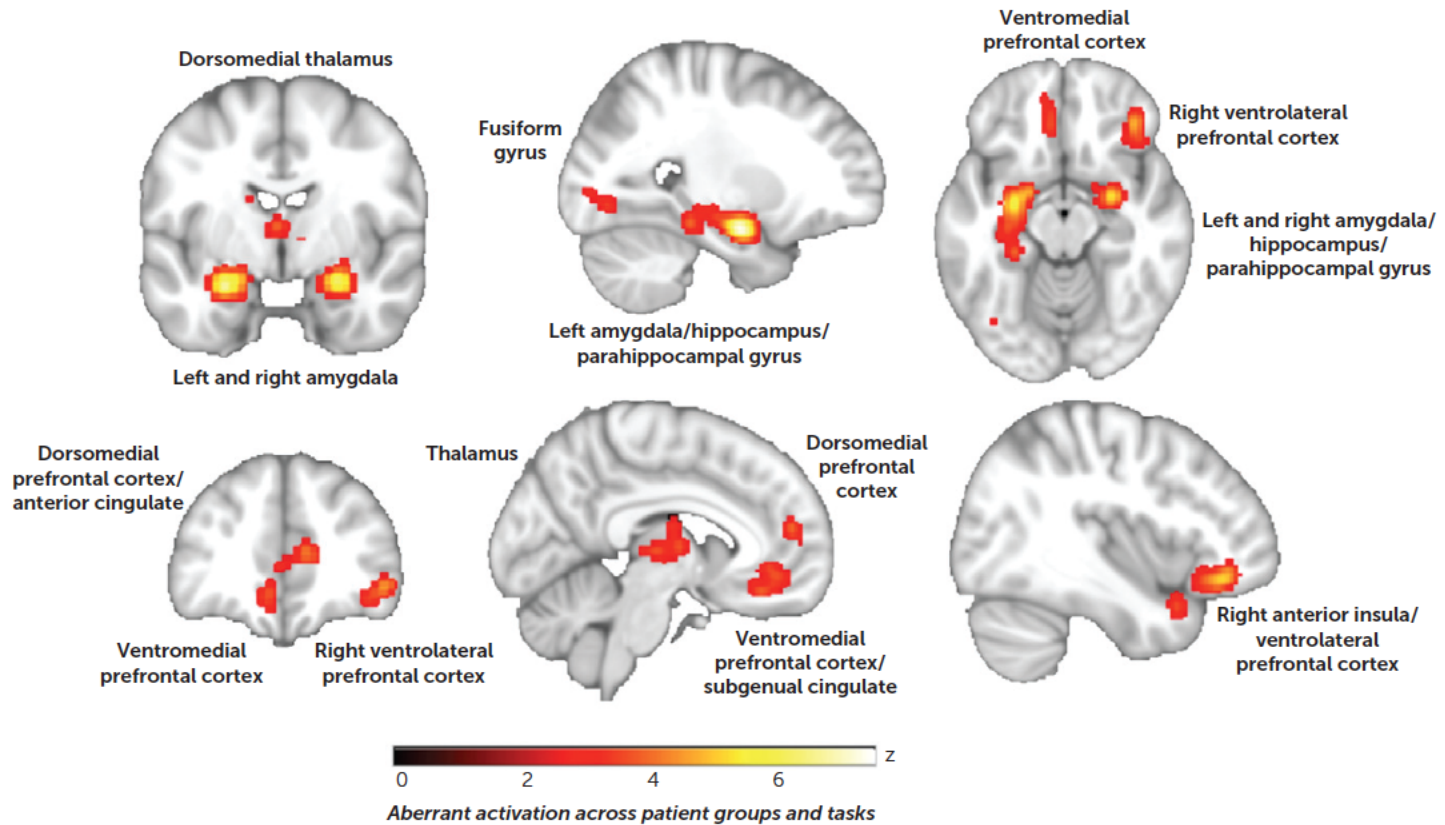 Dorsomedial thalamus
Left and right amygdala
Fusiform
gyrus
Left amygdala/hippocampus/
parahippocampal gyrus
Ventromedial
prefrontal cortex
Right ventrolateral
prefrontal cortex
Left and right amygdala/
hippocampus/
parahippocampal gyrus
Dorsomedial
prefrontal cortex/
anterior cingulate
Ventromedial
prefrontal cortex
Right ventrolateral
prefrontal cortex
Thalamus
Dorsomedial
prefrontal
cortex
Ventromedial
prefrontal cortex/
subgenual cingulate
Right anterior insula/
ventrolateral
prefrontal cortex
z
0 2 4 6
Aberrant activation across patient groups and tasks